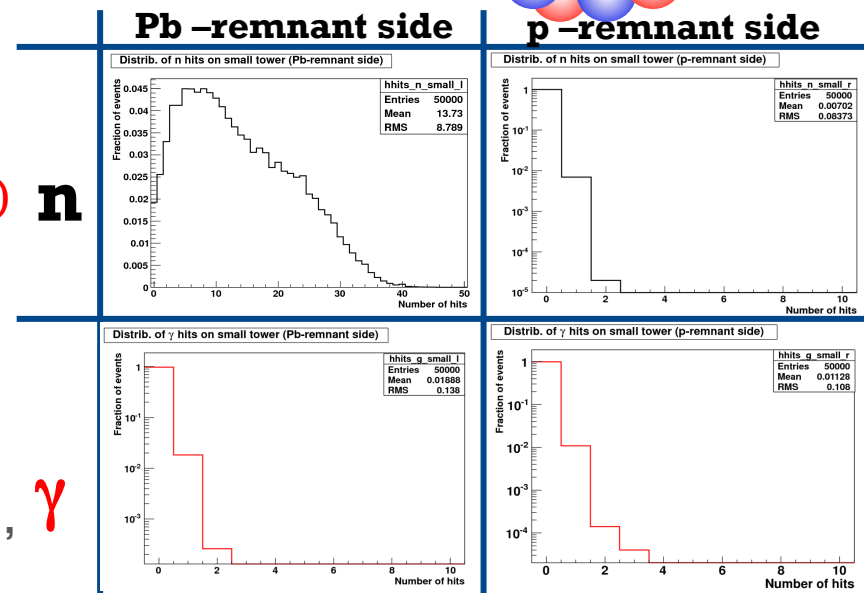 Pb –remnant side
p –remnant side
n
Distrib. of n hits on small tower (Pb-remnant side)
Fraction of events
0.045
0.04
0.035
0.03
0.025
0.02
0.015
0.01
0.005
0
0 10 20 30 40 50
Number of hits
hhits_n_small_l
Entries 50000
Mean 13.73
RMS 8.789
Distrib. of n hits on small tower (p-remnant side)
Fraction of events
1
10-1
10-2
10-3
10-4
10-5
0 2 4 6 8 10
Number of hits
hhits_n_small_r
Entries 50000
Mean 0.00702
RMS 0.08373
, γ
Distrib. of γ hits on small tower (Pb-remnant side)
Fraction of events
1
10-1
10-2
10-3
0 2 4 6 8 10
Number of hits
hhits_g_small_l
Entries 50000
Mean 0.01888
RMS 0.138
Distrib. of γ hits on small tower (p-remnant side)
Fraction of events
1
10-1
10-2
10-3
10-4
0 2 4 6 8 10
Number of hits
hhits_g_small_r
Entries 50000
Mean 0.01128
RMS 0.108